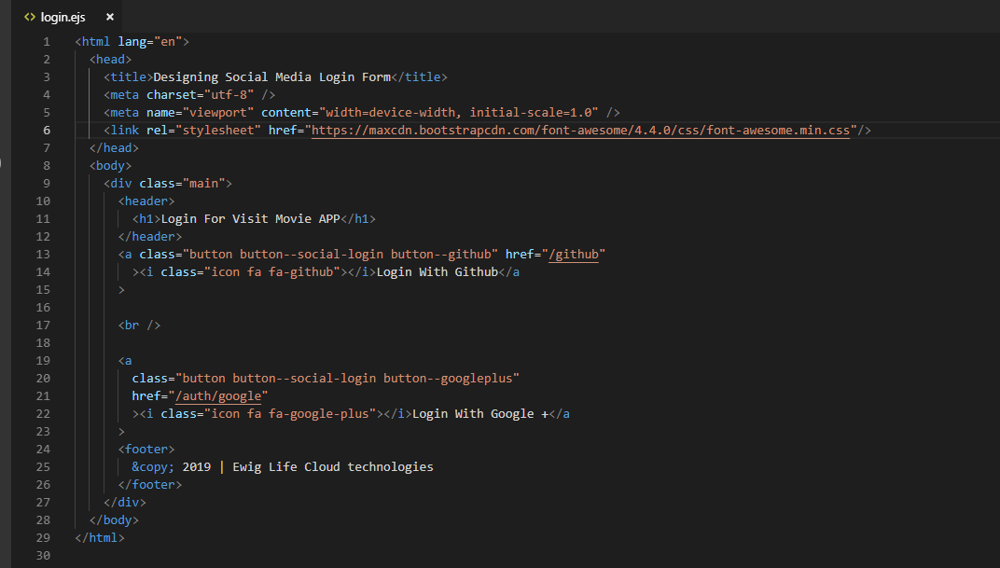 login.ejs
1 <html lang="en">
2 <head>
3 <title>Designing Social Media Login Form</title>
4 <meta charset="utf-8" />
5 <meta name="viewport" content="width=device-width, initial-scale=1.0" />
6 <link rel="stylesheet" href="https://maxcdn.bootstrapcdn.com/font-awesome/4.4.0/css/font-awesome.min.css"/>
7 </head>
8 <body>
9 <div class="main">
10 <header>
11 <h1>Login For Visit Movie APP</h1>
12 </header>
13 <a class="button button--social-login button--github" href="/github"
14 ><i class="icon fa fa-github"></i>Login With Github</a
15 >
16
17 <br />
18
19 <a
20 class="button button--social-login button--googleplus"
21 href="/auth/google"
22 ><i class="icon fa fa-google-plus"></i>Login With Google +</a
23 >
24 <footer>
25 &copy; 2019 | Ewig Life Cloud technologies
26 </footer>
27 </div>
28 </body>
29 </html>
30